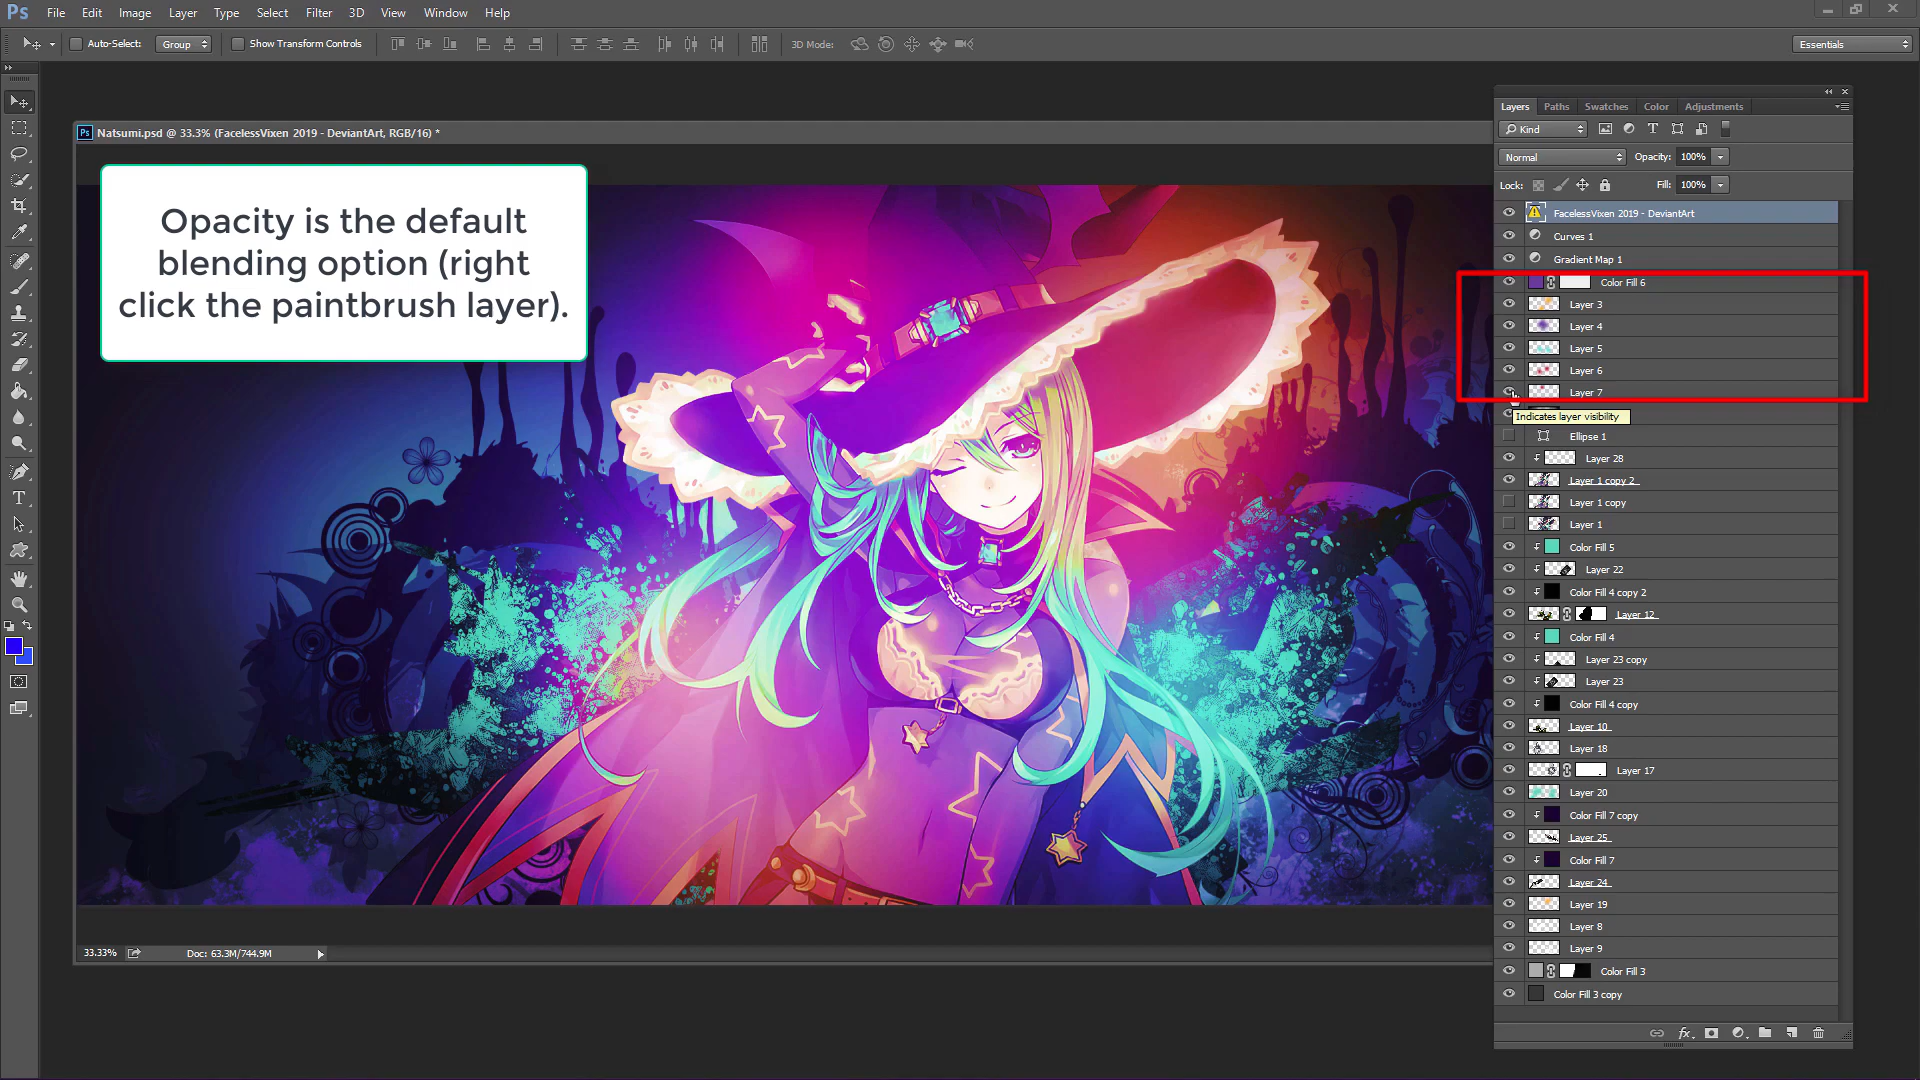 Ps File Edit Image Layer Type Select Filter 3D View Window Help
Auto-Select: Group Show Transform Controls 3D Mode: Essentials
Ps Natsumi.psd @ 33.3% (FacelessVixen 2019 - DeviantArt, RGB/16) *
Opacity is the default
blending option (right
click the paintbrush layer).
33.33% Doc: 63.3M/744.9M
Layers Paths Swatches Color Adjustments
Kind T
Normal Opacity: 100%
Lock: Fill: 100%
FacelessVixen 2019 - DeviantArt
Curves 1
Gradient Map 1
Color Fill 6
Layer 3
Layer 4
Layer 5
Layer 6
Layer 7
Indicates layer visibility
Ellipse 1
Layer 28
Layer 1 copy 2
Layer 1 copy
Layer 1
Color Fill 5
Layer 22
Color Fill 4 copy 2
Layer 12
Color Fill 4
Layer 23 copy
Layer 23
Color Fill 4 copy
Layer 10
Layer 18
Layer 17
Layer 20
Color Fill 7 copy
Layer 25
Color Fill 7
Layer 24
Layer 19
Layer 8
Layer 9
Color Fill 3
Color Fill 3 copy
fx